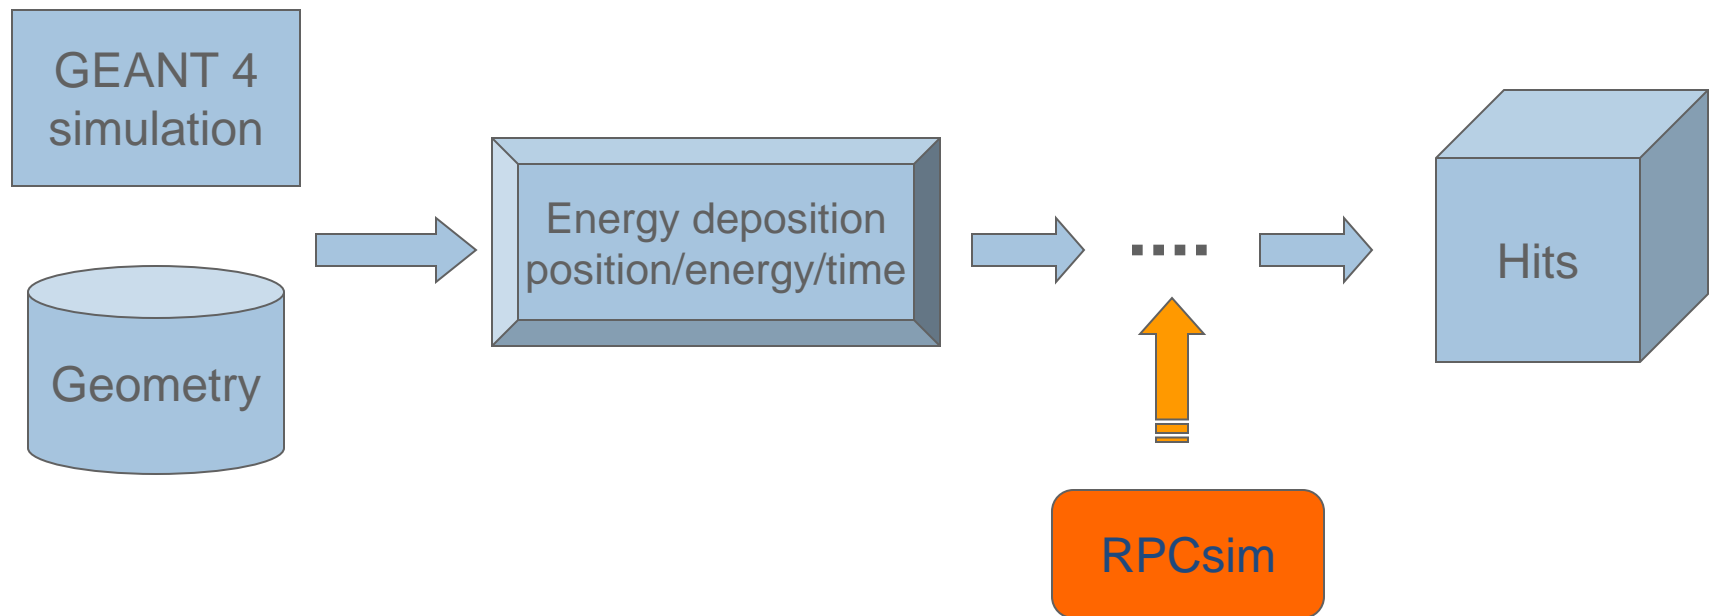 GEANT 4
simulation
Geometry
Energy deposition
position/energy/time
....
Hits
RPCsim